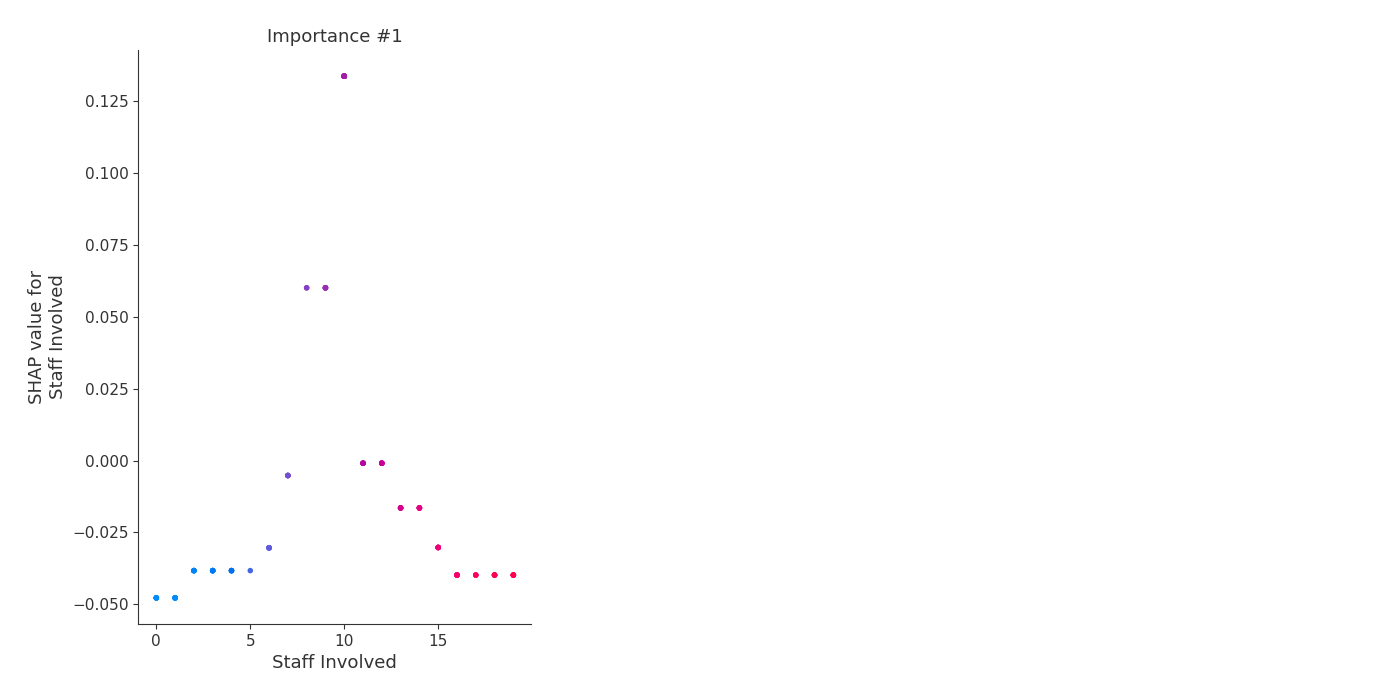 Importance #1
0.125
0.100
0.075
0.050
0.025
0.000
−0.025
−0.050
SHAP value for
Staff Involved
0 5 10 15
Staff Involved